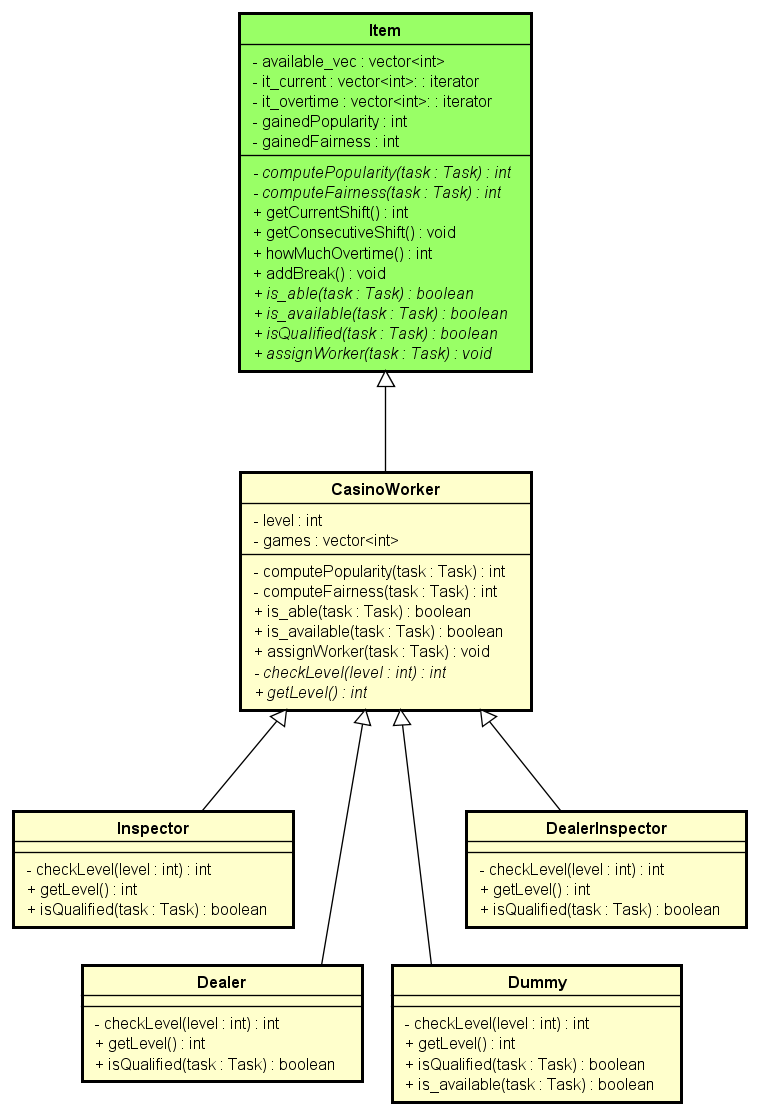 Item
- available_vec : vector<int>
- it_current : vector<int>: : iterator
- it_overtime : vector<int>: : iterator
- gainedPopularity : int
- gainedFairness : int
- computePopularity(task : Task) : int
- computeFairness(task : Task) : int
+ getCurrentShift() : int
+ getConsecutiveShift() : void
+ howMuchOvertime() : int
+ addBreak() : void
+ is_able(task : Task) : boolean
+ is_available(task : Task) : boolean
+ isQualified(task : Task) : boolean
+ assignWorker(task : Task) : void
CasinoWorker
- level : int
- games : vector<int>
- computePopularity(task : Task) : int
- computeFairness(task : Task) : int
+ is_able(task : Task) : boolean
+ is_available(task : Task) : boolean
+ assignWorker(task : Task) : void
- checkLevel(level : int) : int
+ getLevel() : int
Inspector
- checkLevel(level : int) : int
+ getLevel() : int
+ isQualified(task : Task) : boolean
DealerInspector
- checkLevel(level : int) : int
+ getLevel() : int
+ isQualified(task : Task) : boolean
Dealer
- checkLevel(level : int) : int
+ getLevel() : int
+ isQualified(task : Task) : boolean
Dummy
- checkLevel(level : int) : int
+ getLevel() : int
+ isQualified(task : Task) : boolean
+ is_available(task : Task) : boolean